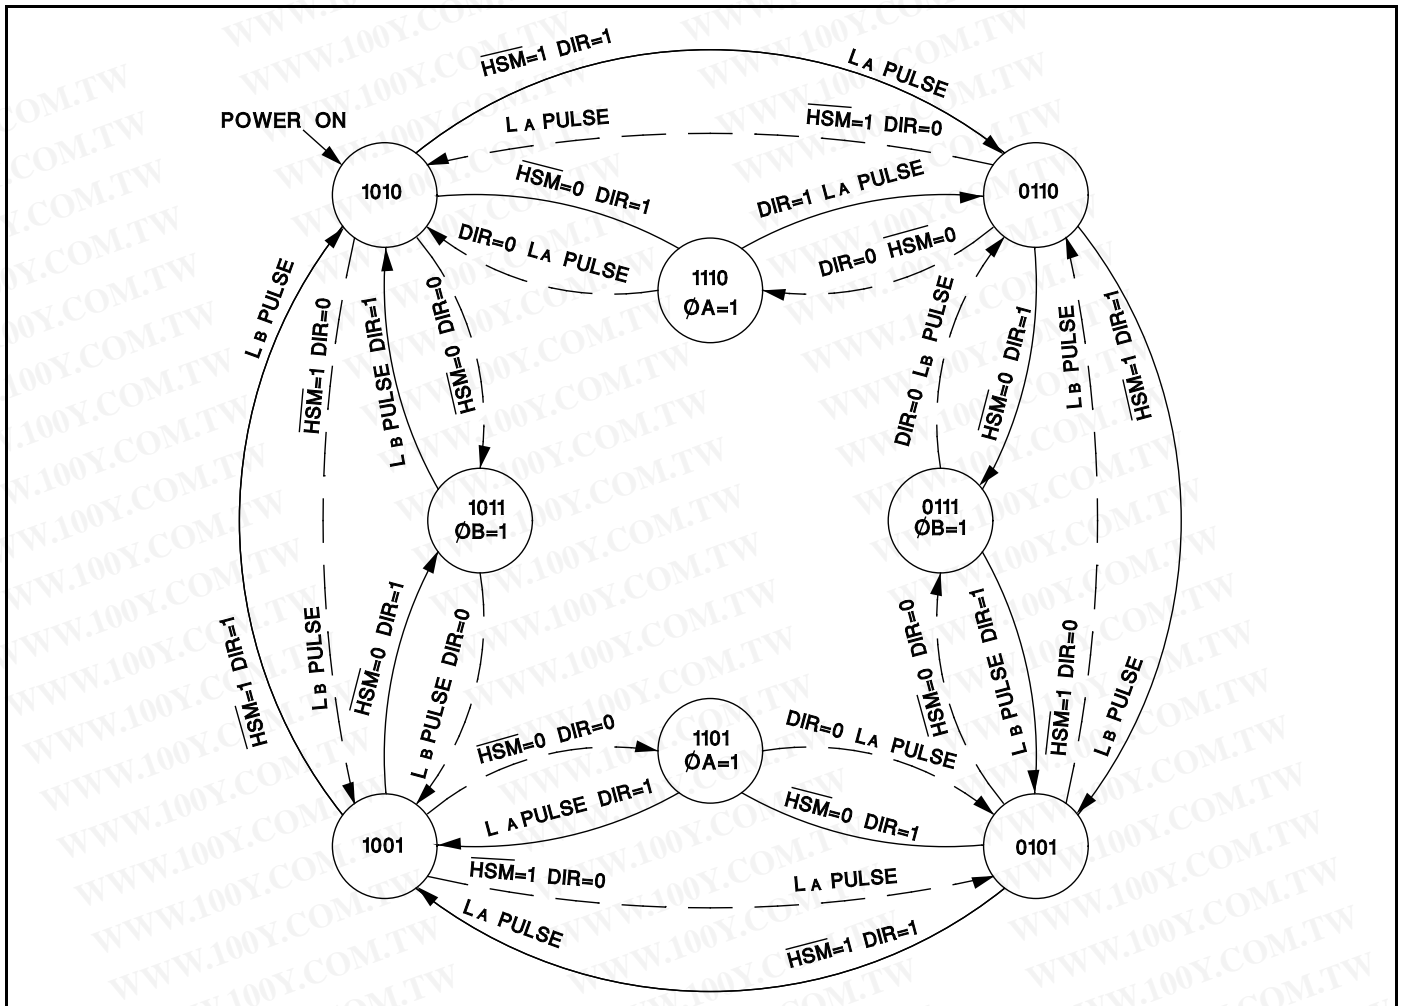 HSM=1 DIR=1
LA PULSE
POWER ON
LA PULSE
HSM=1 DIR=0
1010
HSM=0 DIR=1
DIR=1 LA PULSE
0110
DIR=0 LA PULSE
DIR=0 HSM=0
1110
ØA=1
LB PULSE
HSM=1 DIR=0
LB PULSE DIR=1
HSM=0 DIR=0
DIR=0 LB PULSE
HSM=0 DIR=1
LB PULSE
HSM=1 DIR=1
1011
ØB=1
0111
ØB=1
HSM=1 DIR=1
LB PULSE
HSM=0 DIR=1
LB PULSE DIR=0
HSM=0 DIR=0
LB PULSE DIR=1
HSM=1 DIR=0
LB PULSE
HSM=0 DIR=0
1101
ØA=1
DIR=0 LA PULSE
LA PULSE DIR=1
HSM=0 DIR=1
1001
0101
HSM=1 DIR=0
LA PULSE
LA PULSE
HSM=1 DIR=1
WWW.100Y.COM.TW